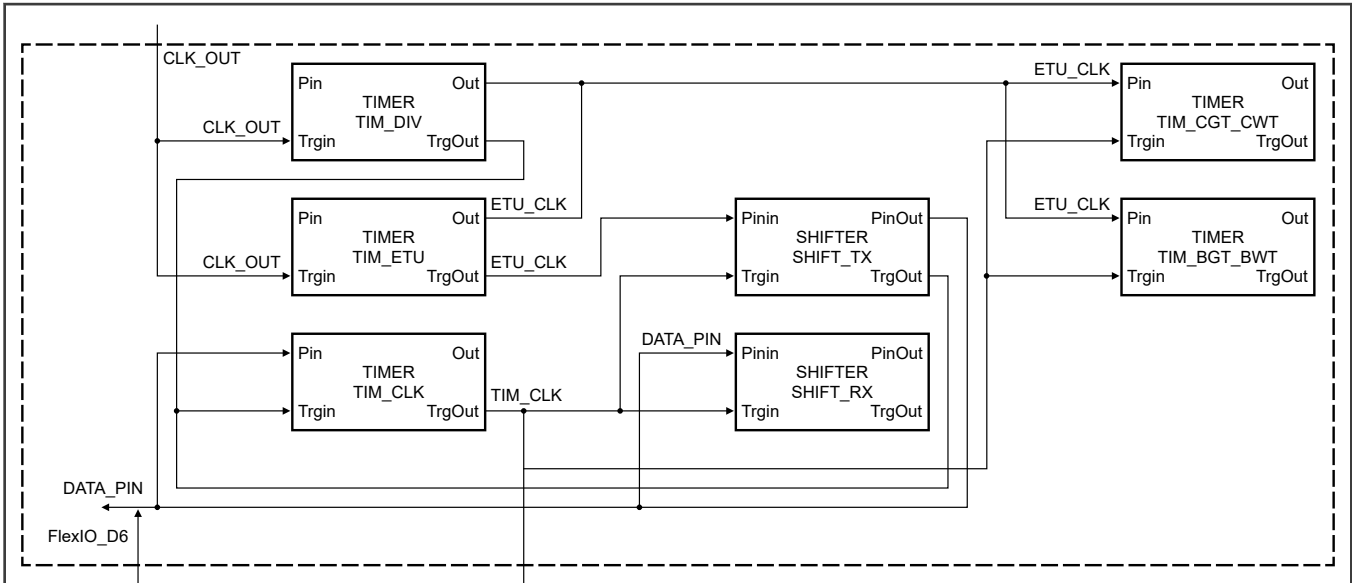 CLK_OUT
CLK_OUT
Pin
Out
TIMER
TIM_DIV
Trgin
TrgOut
ETU_CLK
Pin
Out
TIMER
TIM_CGT_CWT
Trgin
TrgOut
CLK_OUT
Pin
Out
TIMER
TIM_ETU
Trgin
TrgOut
ETU_CLK
ETU_CLK
Pinin
PinOut
SHIFTER
SHIFT_TX
Trgin
TrgOut
ETU_CLK
Pin
Out
TIMER
TIM_BGT_BWT
Trgin
TrgOut
Pin
Out
TIMER
TIM_CLK
Trgin
TrgOut
TIM_CLK
DATA_PIN
Pinin
PinOut
SHIFTER
SHIFT_RX
Trgin
TrgOut
DATA_PIN
FlexIO_D6